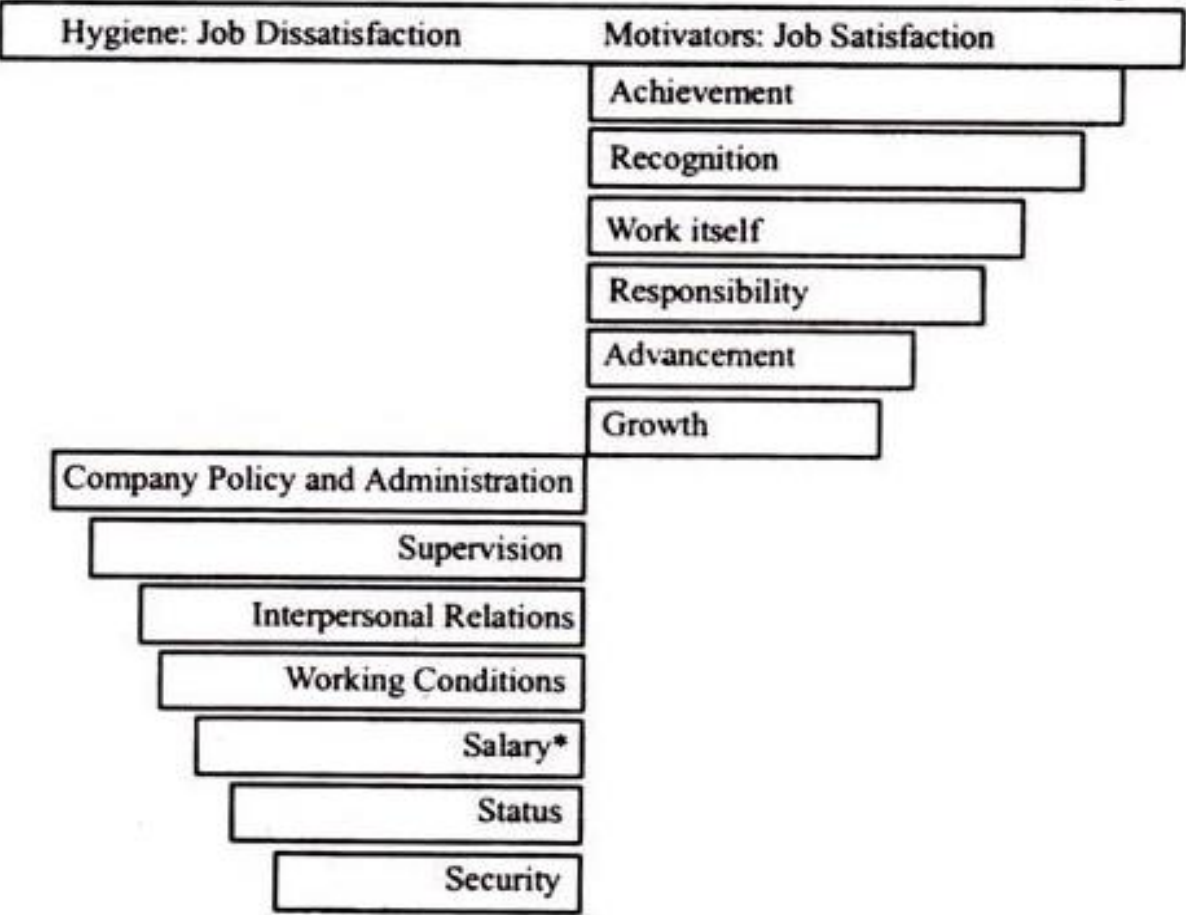 Hygiene: Job Dissatisfaction Motivators: Job Satisfaction
Achievement
Recognition
Work itself
Responsibility
Advancement
Growth
Company Policy and Administration
Supervision
Interpersonal Relations
Working Conditions
Salary*
Status
Security